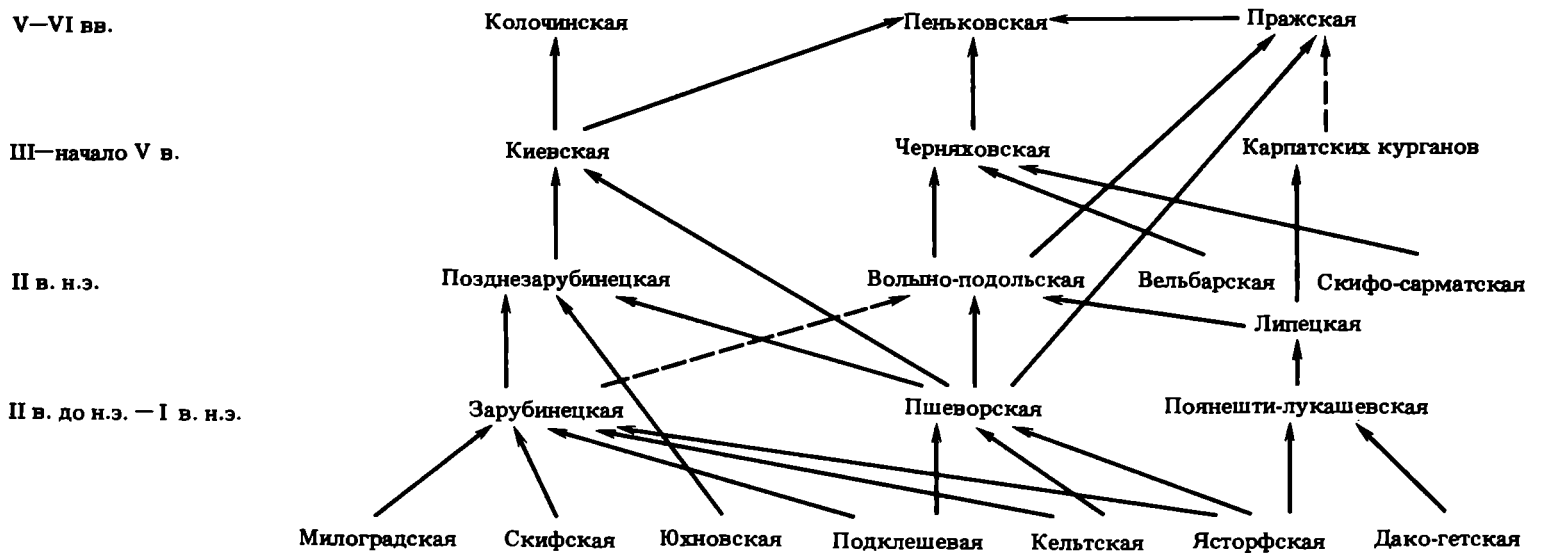 V—VI вв. Колочинская Пеньковская Пражская
III—начало V в. Киевская Черняховская Карпатских курганов
II в. н.э. Позднезарубинецкая Волыно-подольская Вельбарская Скифо-сарматская
Липецкая
II в. до н.э. — I в. н.э. Зарубинецкая Пшеворская Поянешти-лукашевская
Милоградская Скифская Юхновская Подклешевая Кельтская Ясторфская Дако-гетская